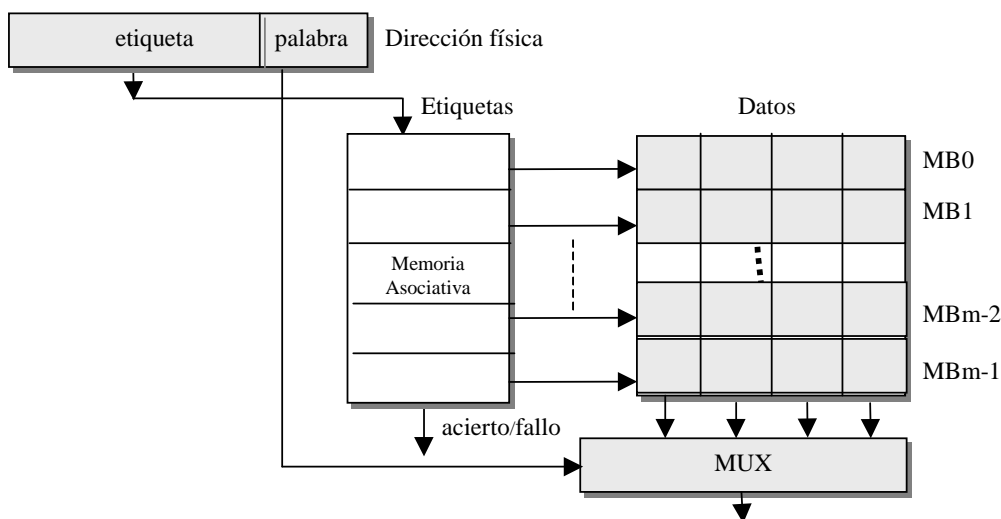 etiqueta palabra Dirección física
Etiquetas Datos
MB0
MB1
Memoria
Asociativa
MBm-2
MBm-1
acierto/fallo
MUX